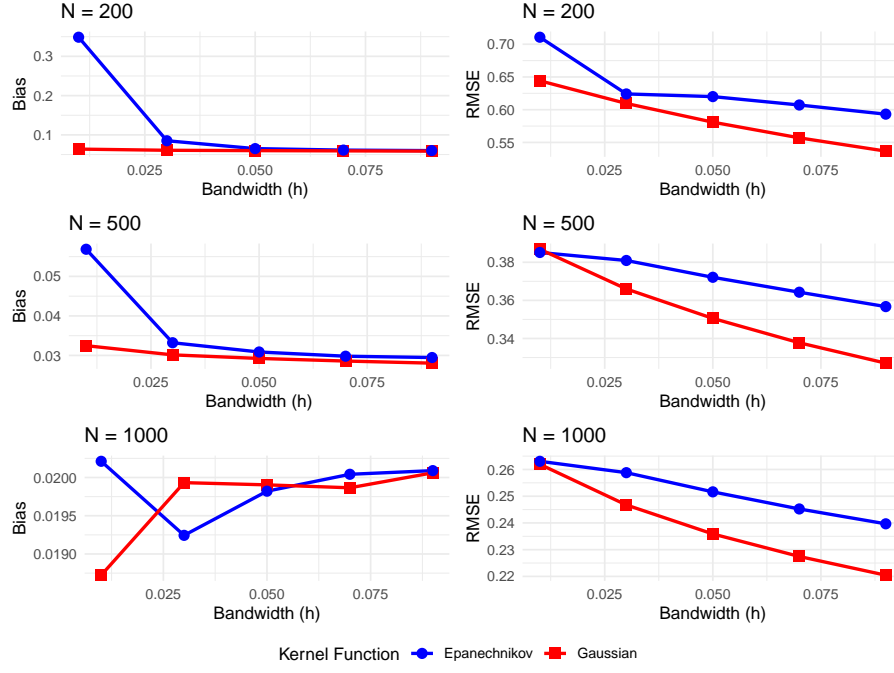 N = 200
Bias
0.3
0.2
0.1
0.025
0.050
0.075
Bandwidth (h)
N = 200
RMSE
0.70
0.65
0.60
0.55
0.025
0.050
0.075
Bandwidth (h)
N = 500
Bias
0.05
0.04
0.03
0.025
0.050
0.075
Bandwidth (h)
N = 500
RMSE
0.38
0.36
0.34
0.025
0.050
0.075
Bandwidth (h)
N = 1000
Bias
0.0200
0.0195
0.0190
0.025
0.050
0.075
Bandwidth (h)
N = 1000
RMSE
0.26
0.25
0.24
0.23
0.22
0.025
0.050
0.075
Bandwidth (h)
Kernel Function Epanechnikov Gaussian